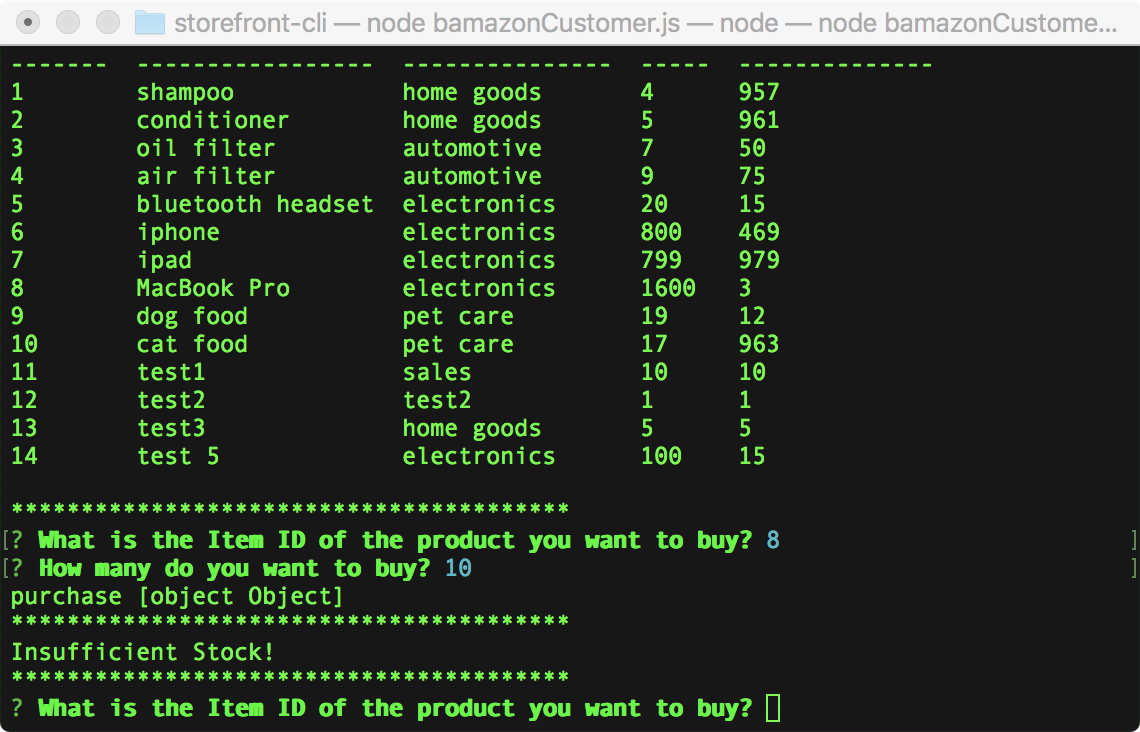 storefront-cli — node bamazonCustomer.js — node — node bamazonCustome...
------- ----------------- --------------- ----- --------------
1 shampoo home goods 4 957
2 conditioner home goods 5 961
3 oil filter automotive 7 50
4 air filter automotive 9 75
5 bluetooth headset electronics 20 15
6 iphone electronics 800 469
7 ipad electronics 799 979
8 MacBook Pro electronics 1600 3
9 dog food pet care 19 12
10 cat food pet care 17 963
11 test1 sales 10 10
12 test2 test2 1 1
13 test3 home goods 5 5
14 test 5 electronics 100 15
****************************************
[? What is the Item ID of the product you want to buy? 8 ]
[? How many do you want to buy? 10 ]
purchase [object Object]
****************************************
Insufficient Stock!
****************************************
? What is the Item ID of the product you want to buy?